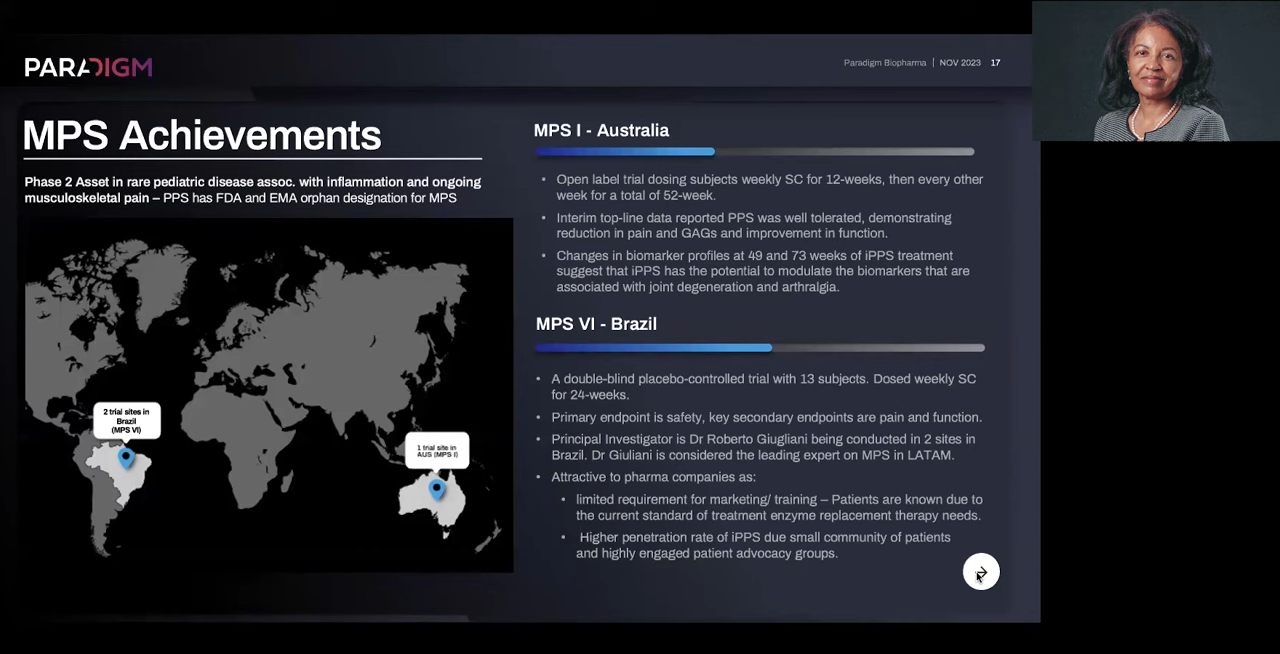 PARADIGM
Paradigm Biopharma | NOV 2023 17
MPS Achievements
Phase 2 Asset in rare pediatric disease assoc. with inflammation and ongoing
musculoskeletal pain – PPS has FDA and EMA orphan designation for MPS
2 trial sites in
Brazil
(MPS VI)
1 trial site in
AUS (MPS I)
MPS I - Australia
• Open label trial dosing subjects weekly SC for 12-weeks, then every other
week for a total of 52-week.
• Interim top-line data reported PPS was well tolerated, demonstrating
reduction in pain and GAGs and improvement in function.
• Changes in biomarker profiles at 49 and 73 weeks of iPPS treatment
suggest that iPPS has the potential to modulate the biomarkers that are
associated with joint degeneration and arthralgia.
MPS VI - Brazil
• A double-blind placebo-controlled trial with 13 subjects. Dosed weekly SC
for 24-weeks.
• Primary endpoint is safety, key secondary endpoints are pain and function.
• Principal Investigator is Dr Roberto Giugliani being conducted in 2 sites in
Brazil. Dr Giuliani is considered the leading expert on MPS in LATAM.
• Attractive to pharma companies as:
• limited requirement for marketing/ training – Patients are known due to
the current standard of treatment enzyme replacement therapy needs.
• Higher penetration rate of iPPS due small community of patients
and highly engaged patient advocacy groups.